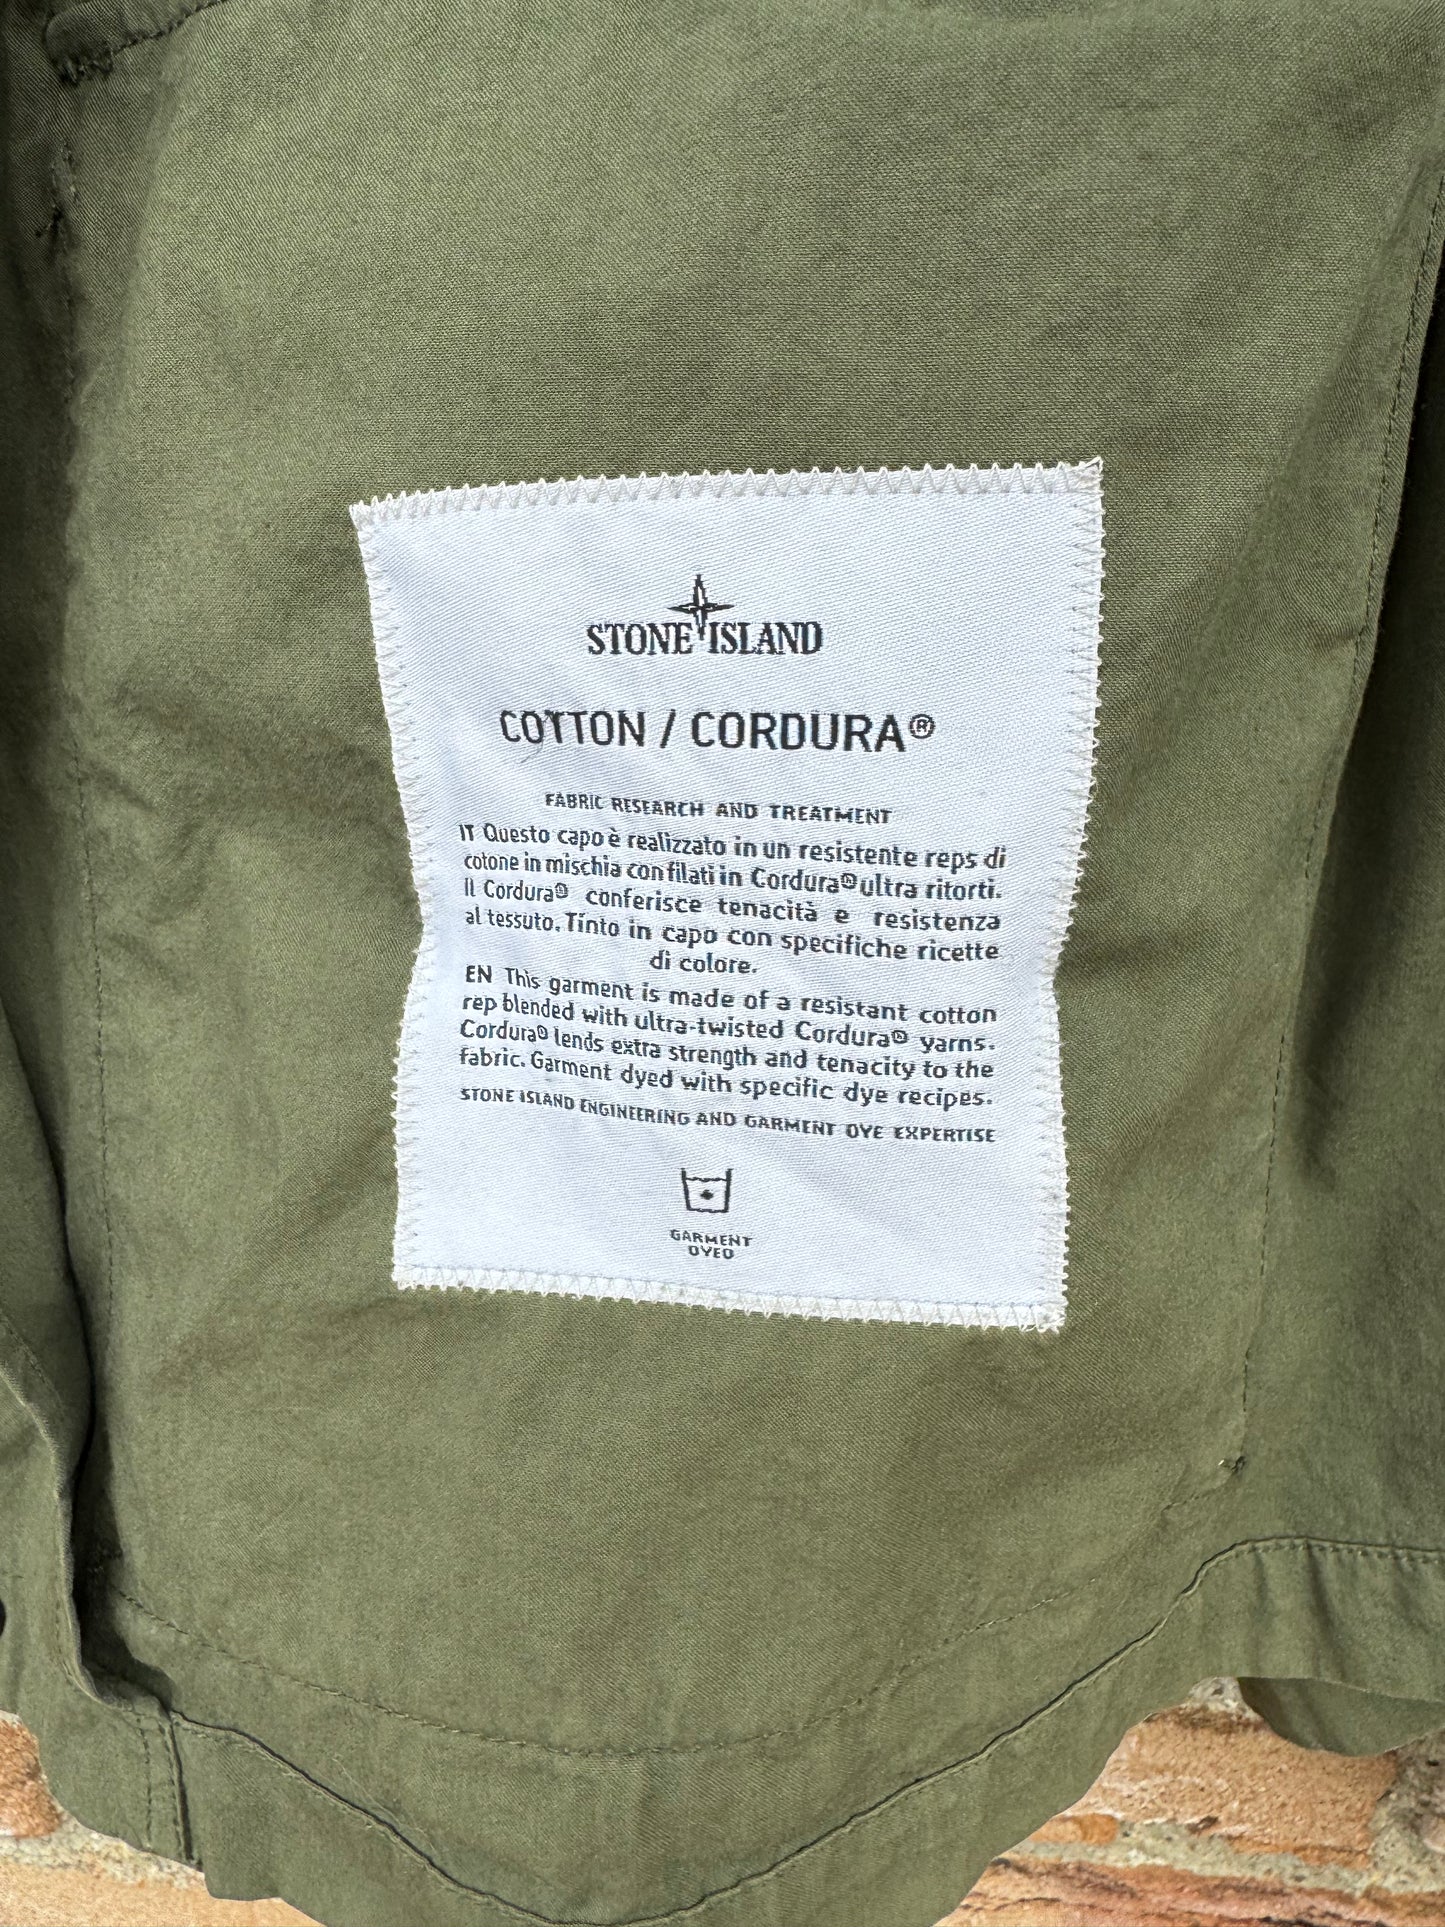 STONE ISLAND
COTTON / CORDURA®
FABRIC RESEARCH AND TREATMENT
IT Questo capo è realizzato in un resistente reps di
cotone in mischia con filati in Cordura® ultra ritorti.
Il Cordura® conferisce tenacità e resistenza
al tessuto. Tinto in capo con specifiche ricette
di colore.
EN This garment is made of a resistant cotton
rep blended with ultra-twisted Cordura® yarns.
Cordura® lends extra strength and tenacity to the
fabric. Garment dyed with specific dye recipes.
STONE ISLAND ENGINEERING AND GARMENT DYE EXPERTISE
GARMENT
DYED